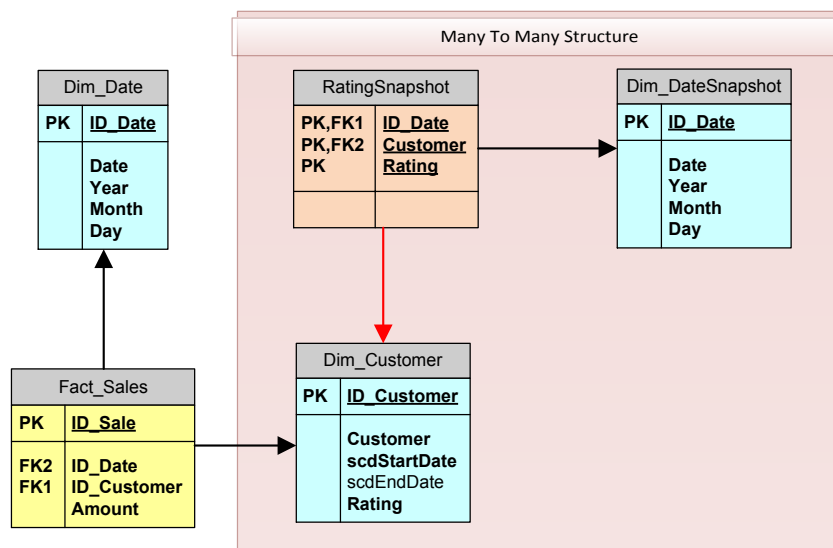 Many To Many Structure
Dim_Date
PK ID_Date
Date
Year
Month
Day
RatingSnapshot
PK,FK1 ID_Date
PK,FK2 Customer
PK Rating
Dim_DateSnapshot
PK ID_Date
Date
Year
Month
Day
Fact_Sales
PK ID_Sale
FK2 ID_Date
FK1 ID_Customer
Amount
Dim_Customer
PK ID_Customer
Customer
scdStartDate
scdEndDate
Rating